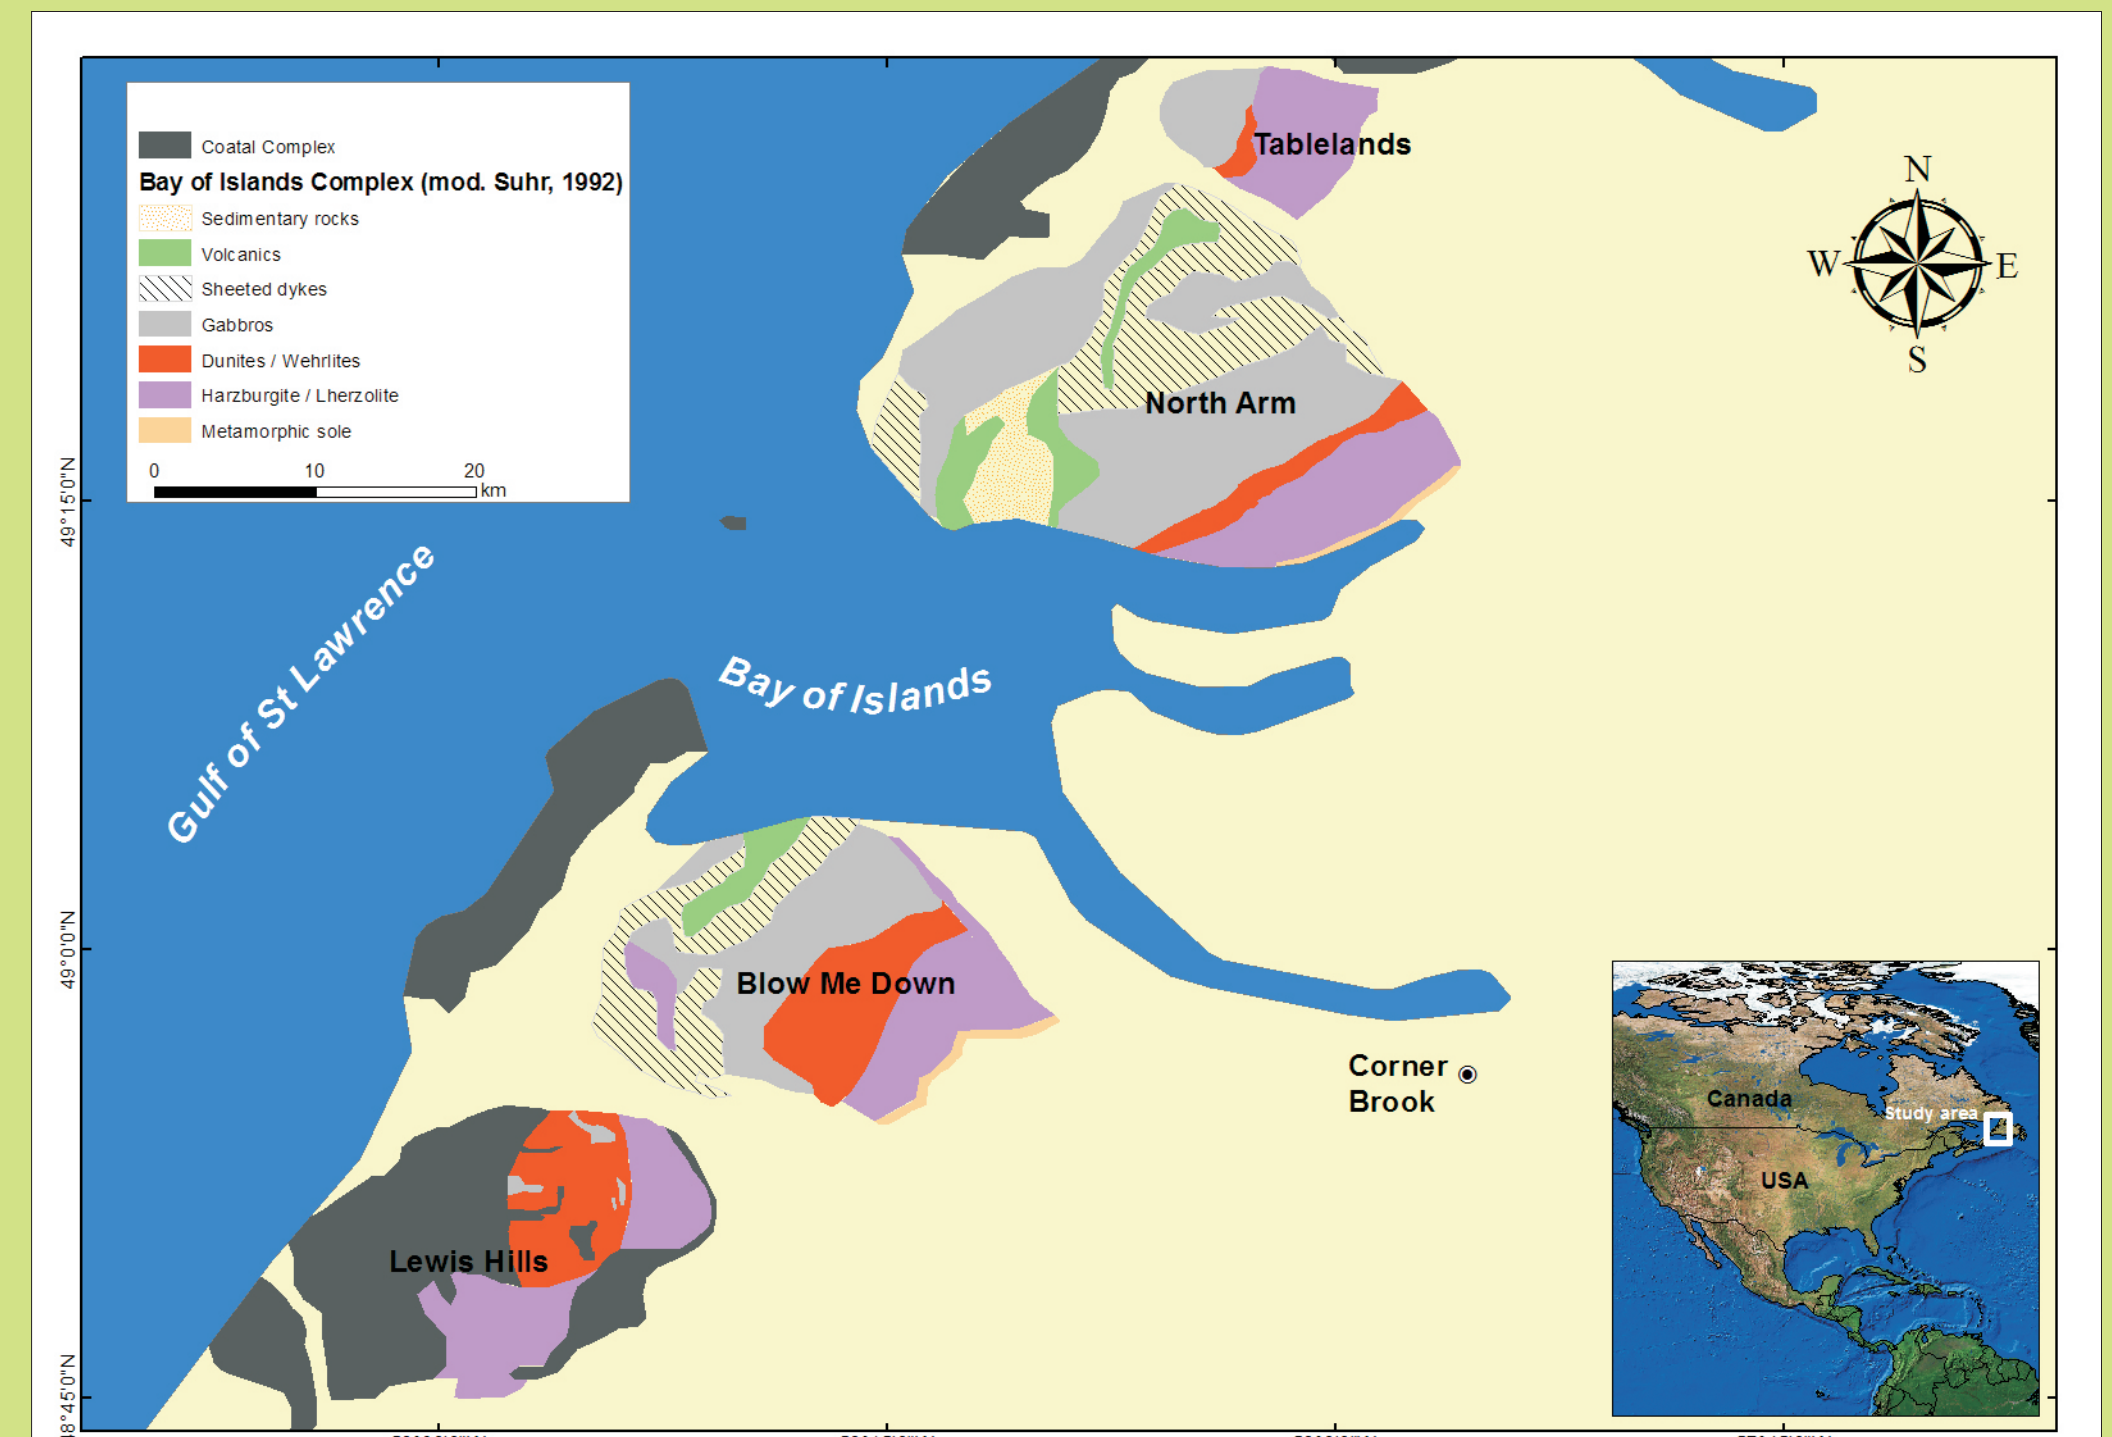 Coatal Complex
Bay of Islands Complex (mod. Suhr, 1992)
Sedimentary rocks
Volcanics
Sheeted dykes
Gabbros
Dunites / Wehrlites
Harzburgite / Lherzolite
Metamorphic sole
0 10 20
km
Tablelands
N
W E
S
North Arm
49°15'0"N
Gulf of St Lawrence
Bay of Islands
49°0'0"N
Blow Me Down
Corner
Brook
Lewis Hills
Canada
Study area
USA